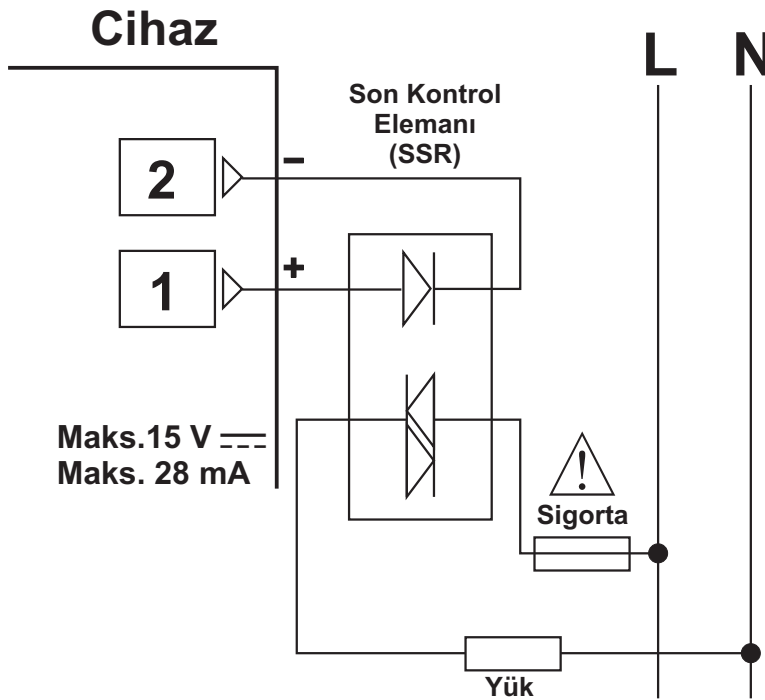 Cihaz
L
N
Son Kontrol
Elemanı
(SSR)
2
−
1
+
Maks.15 V
Maks. 28 mA
!
Sigorta
Yük